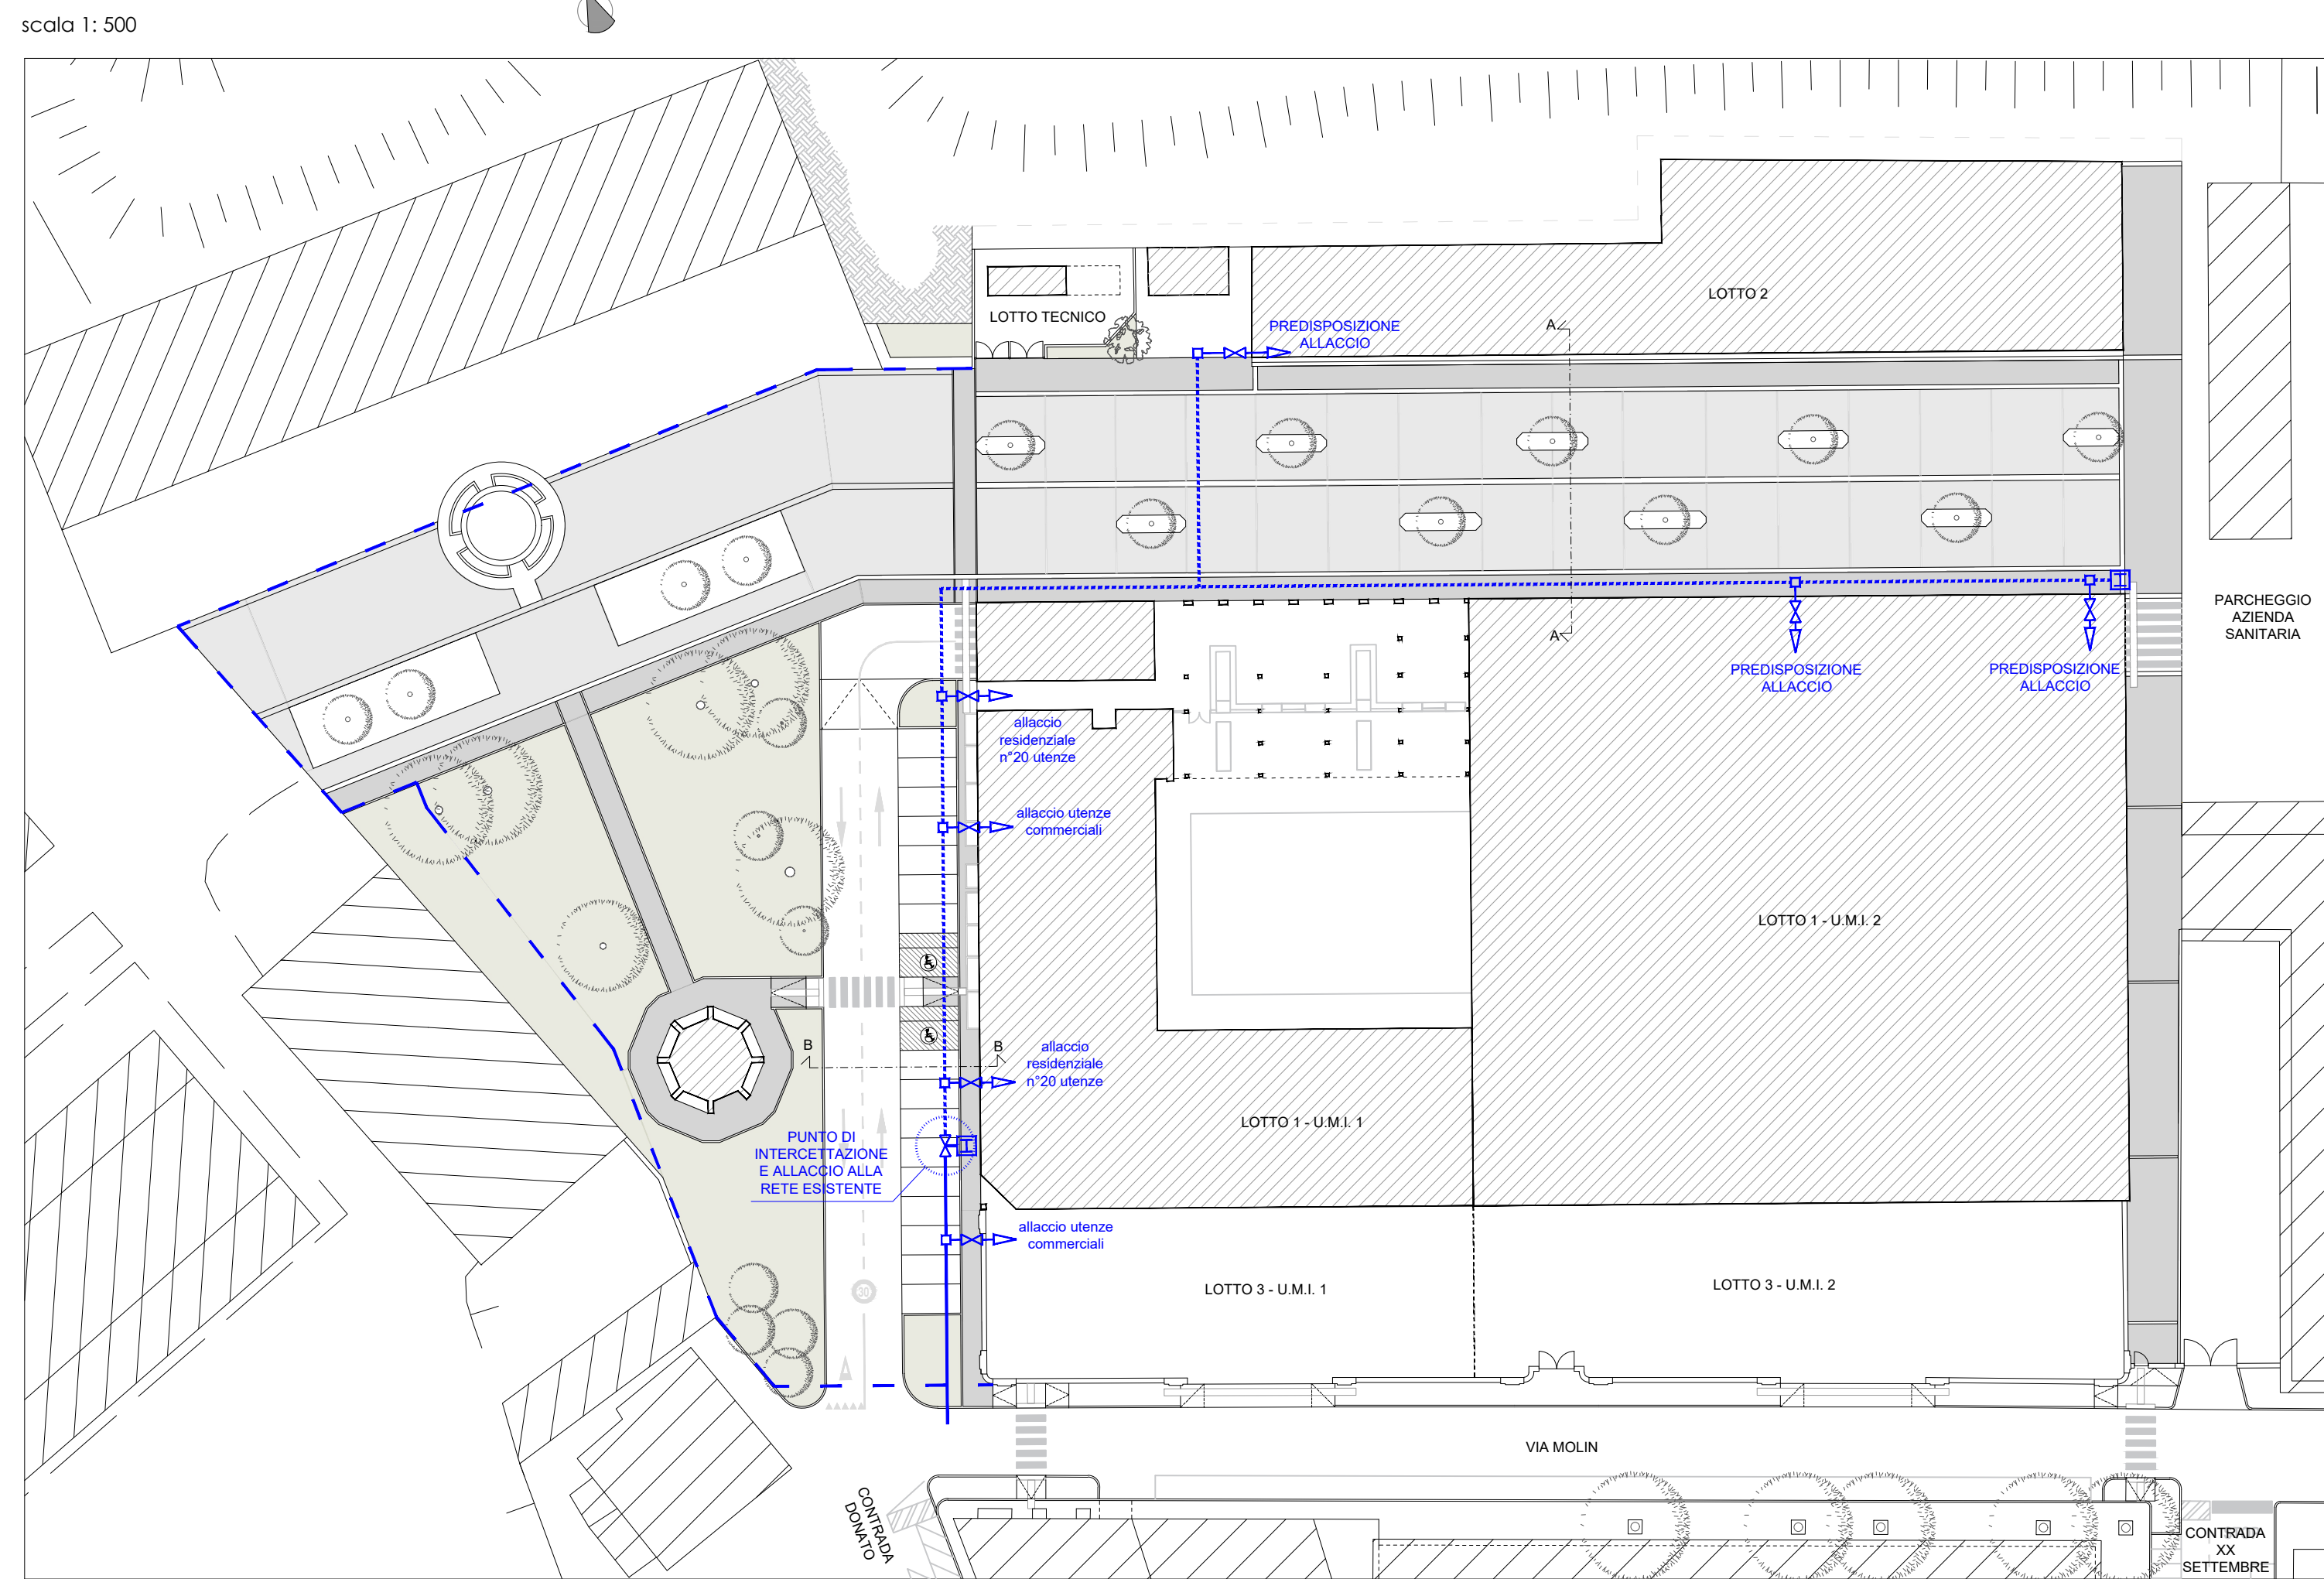 scala 1: 500
LOTTO 2
LOTTO TECNICO
PREDISPOSIZIONE
ALLACCIO
A
A
PARCHEGGIO
AZIENDA
SANITARIA
PREDISPOSIZIONE
ALLACCIO
PREDISPOSIZIONE
ALLACCIO
allaccio
residenziale
n°20 utenze
allaccio utenze
commerciali
LOTTO 1 - U.M.I. 2
B
B
allaccio
residenziale
n°20 utenze
LOTTO 1 - U.M.I. 1
PUNTO DI
INTERCETTAZIONE
E ALLACCIO ALLA
RETE ESISTENTE
allaccio utenze
commerciali
30
LOTTO 3 - U.M.I. 1
LOTTO 3 - U.M.I. 2
VIA MOLIN
CONTRADA
DONATO
CONTRADA
XX
SETTEMBRE